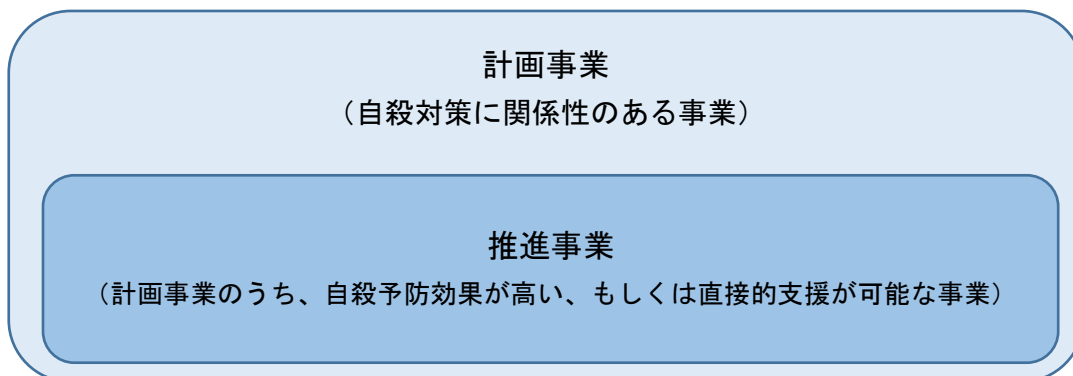 計画事業
（自殺対策に関係性のある事業）
推進事業
（計画事業のうち、自殺予防効果が高い、もしくは直接的支援が可能な事業）